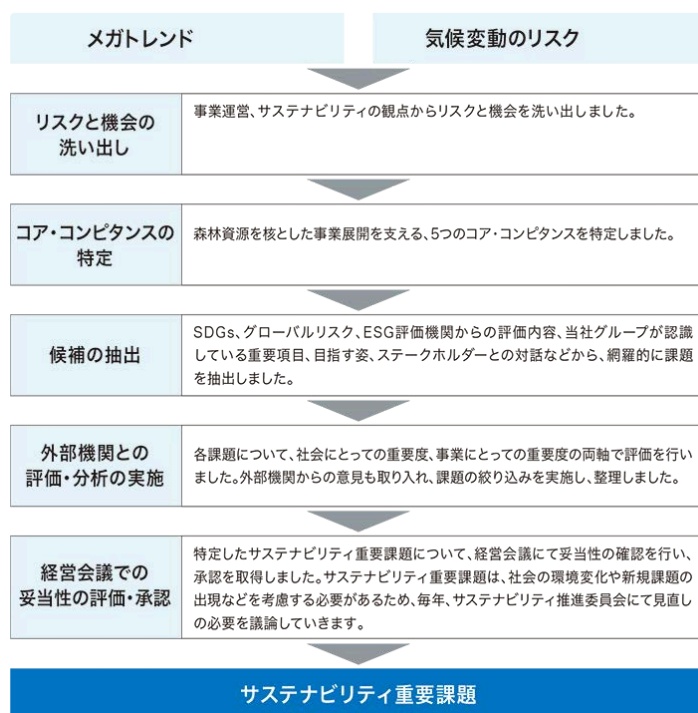 メガトレンド
気候変動のリスク
リスクと機会の
洗い出し
事業運営、サステナビリティの観点からリスクと機会を洗い出しました。
コア・コンピタンスの
特定
森林資源を核とした事業展開を支える、5つのコア・コンピタンスを特定しました。
候補の抽出
SDGs、グローバルリスク、ESG評価機関からの評価内容、当社グループが認識
している重要項目、目指す姿、ステークホルダーとの対話などから、網羅的に課題
を抽出しました。
外部機関との
評価・分析の実施
各課題について、社会にとっての重要度、事業にとっての重要度の両軸で評価を行い
ました。外部機関からの意見も取り入れ、課題の絞り込みを実施し、整理しました。
経営会議での
妥当性の評価・承認
特定したサステナビリティ重要課題について、経営会議にて妥当性の確認を行い、
承認を取得しました。サステナビリティ重要課題は、社会の環境変化や新規課題の
出現などを考慮する必要があるため、毎年、サステナビリティ推進委員会にて見直し
の必要を議論していきます。
サステナビリティ重要課題